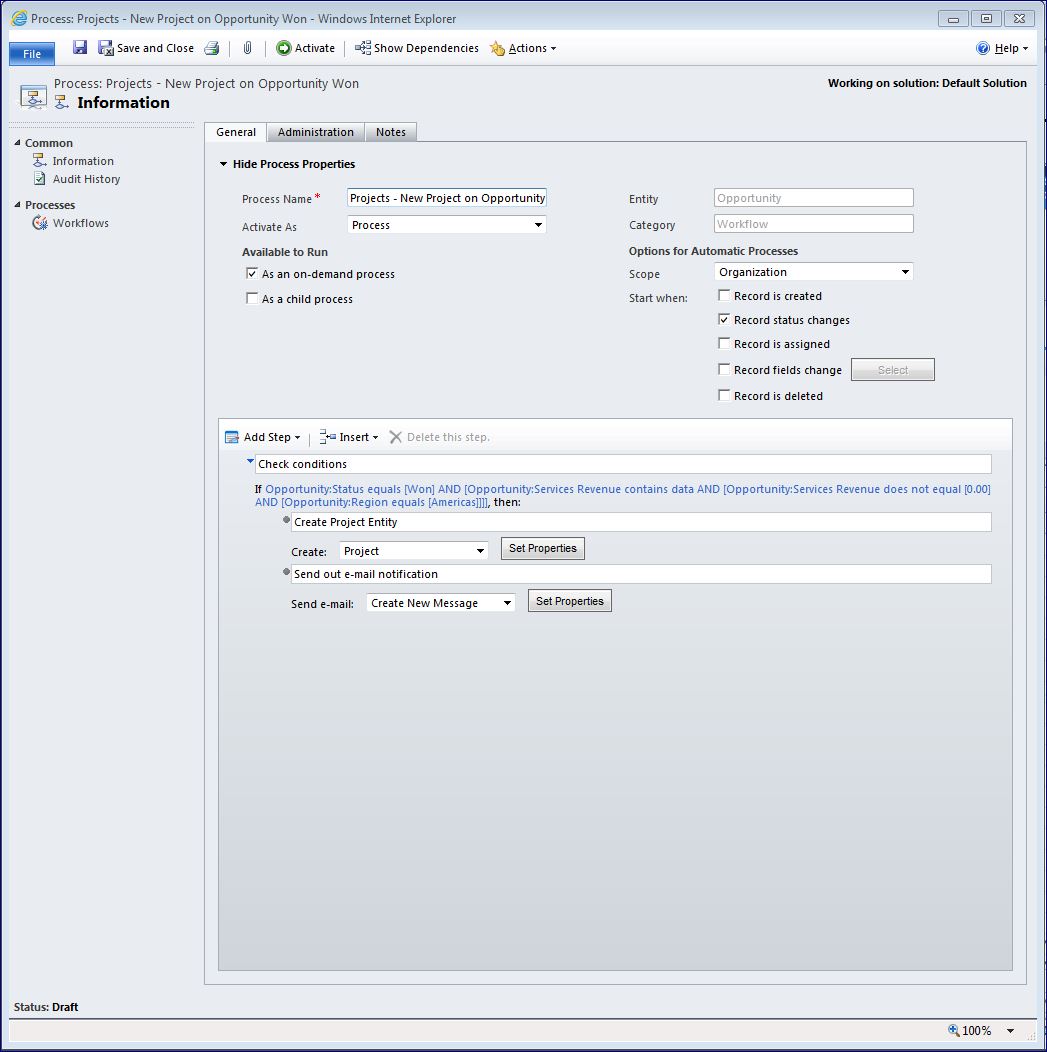 Process: Projects - New Project on Opportunity Won - Windows Internet Explorer
File Save and Close Activate Show Dependencies Actions Help
Process: Projects - New Project on Opportunity Won
Information
Working on solution: Default Solution
Common
Information
Audit History
Processes
Workflows
General Administration Notes
Hide Process Properties
Process Name * Projects - New Project on Opportunity
Entity Opportunity
Activate As Process
Category Workflow
Available to Run
Options for Automatic Processes
As an on-demand process
Scope Organization
As a child process
Start when: Record is created
Record status changes
Record is assigned
Record fields change Select
Record is deleted
Add Step Insert Delete this step.
Check conditions
If Opportunity:Status equals [Won] AND [Opportunity:Services Revenue contains data AND [Opportunity:Services Revenue does not equal [0.00]
AND [Opportunity:Region equals [Americas]]]], then:
Create Project Entity
Create: Project Set Properties
Send out e-mail notification
Send e-mail: Create New Message Set Properties
Status: Draft
100%